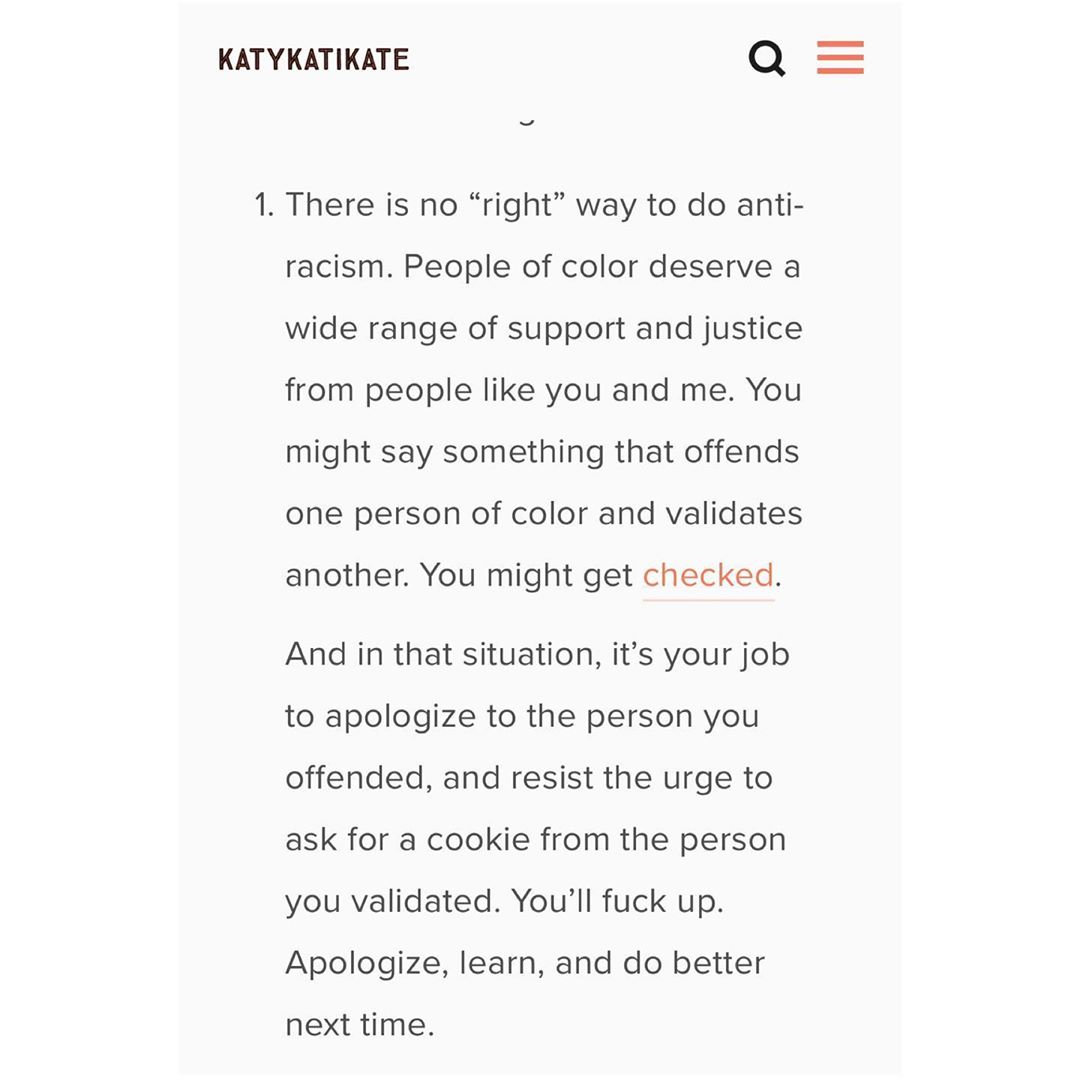 KATYKATIKATE
1. There is no “right” way to do anti-
racism. People of color deserve a
wide range of support and justice
from people like you and me. You
might say something that offends
one person of color and validates
another. You might get checked.
And in that situation, it’s your job
to apologize to the person you
offended, and resist the urge to
ask for a cookie from the person
you validated. You’ll fuck up.
Apologize, learn, and do better
next time.